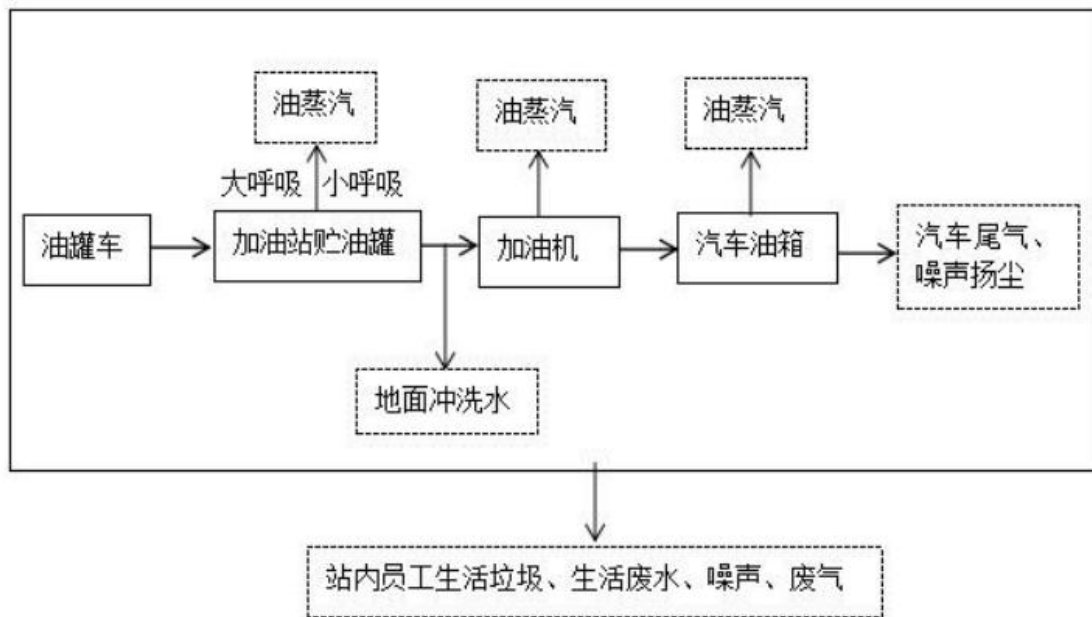 油蒸汽
油蒸汽
油蒸汽
大呼吸 小呼吸
油罐车
加油站贮油罐
加油机
汽车油箱
汽车尾气、
噪声扬尘
地面冲洗水
站内员工生活垃圾、生活废水、噪声、废气